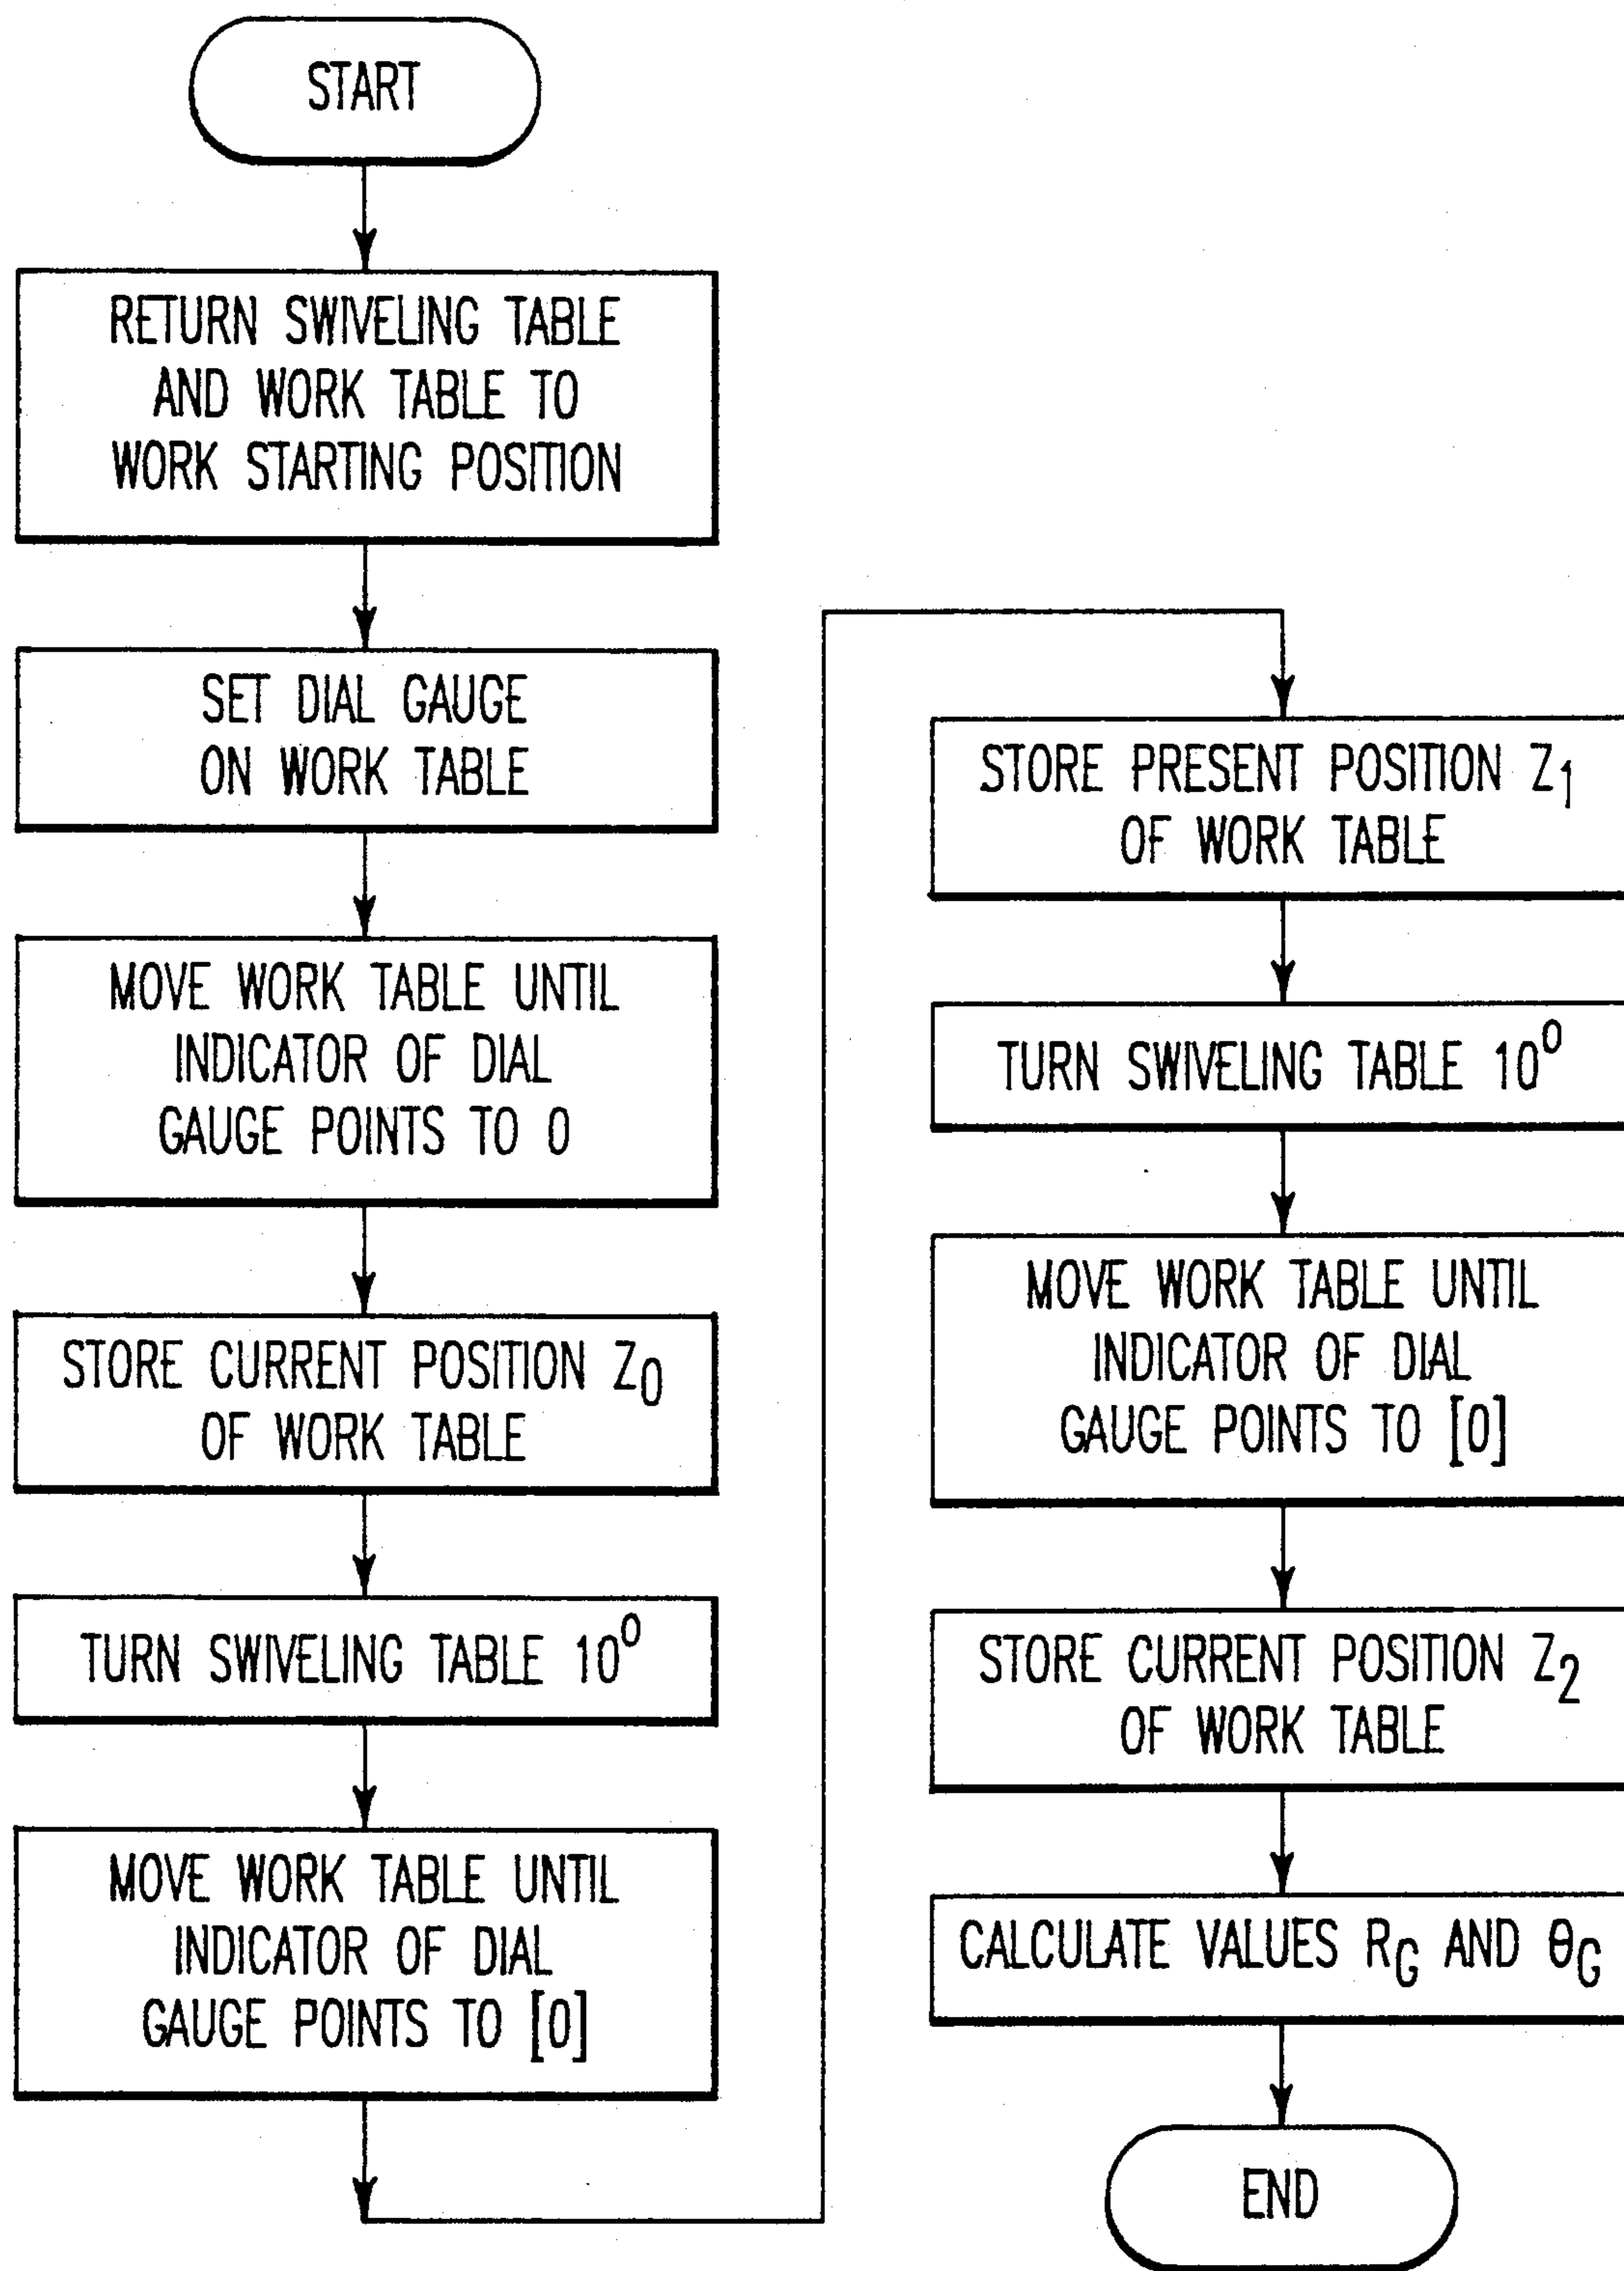 START
RETURN SWIVELING TABLE
AND WORK TABLE TO
WORK STARTING POSITION
SET DIAL GAUGE
ON WORK TABLE
MOVE WORK TABLE UNTIL
INDICATOR OF DIAL
GAUGE POINTS TO 0
STORE CURRENT POSITION Z₀
OF WORK TABLE
TURN SWIVELING TABLE 10⁰
MOVE WORK TABLE UNTIL
INDICATOR OF DIAL
GAUGE POINTS TO [0]
STORE PRESENT POSITION Z₁
OF WORK TABLE
TURN SWIVELING TABLE 10⁰
MOVE WORK TABLE UNTIL
INDICATOR OF DIAL
GAUGE POINTS TO [0]
STORE CURRENT POSITION Z₂
OF WORK TABLE
CALCULATE VALUES R_G AND θ_G
END